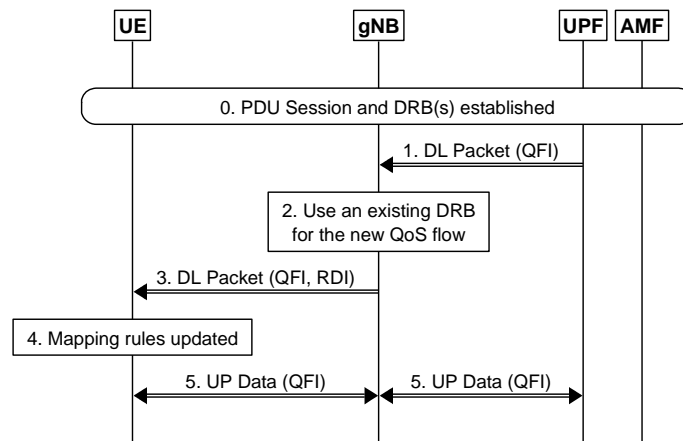 UE
gNB
UPF
AMF
0. PDU Session and DRB(s) established
1. DL Packet (QFI)
2. Use an existing DRB
for the new QoS flow
3. DL Packet (QFI, RDI)
4. Mapping rules updated
5. UP Data (QFI)
5. UP Data (QFI)